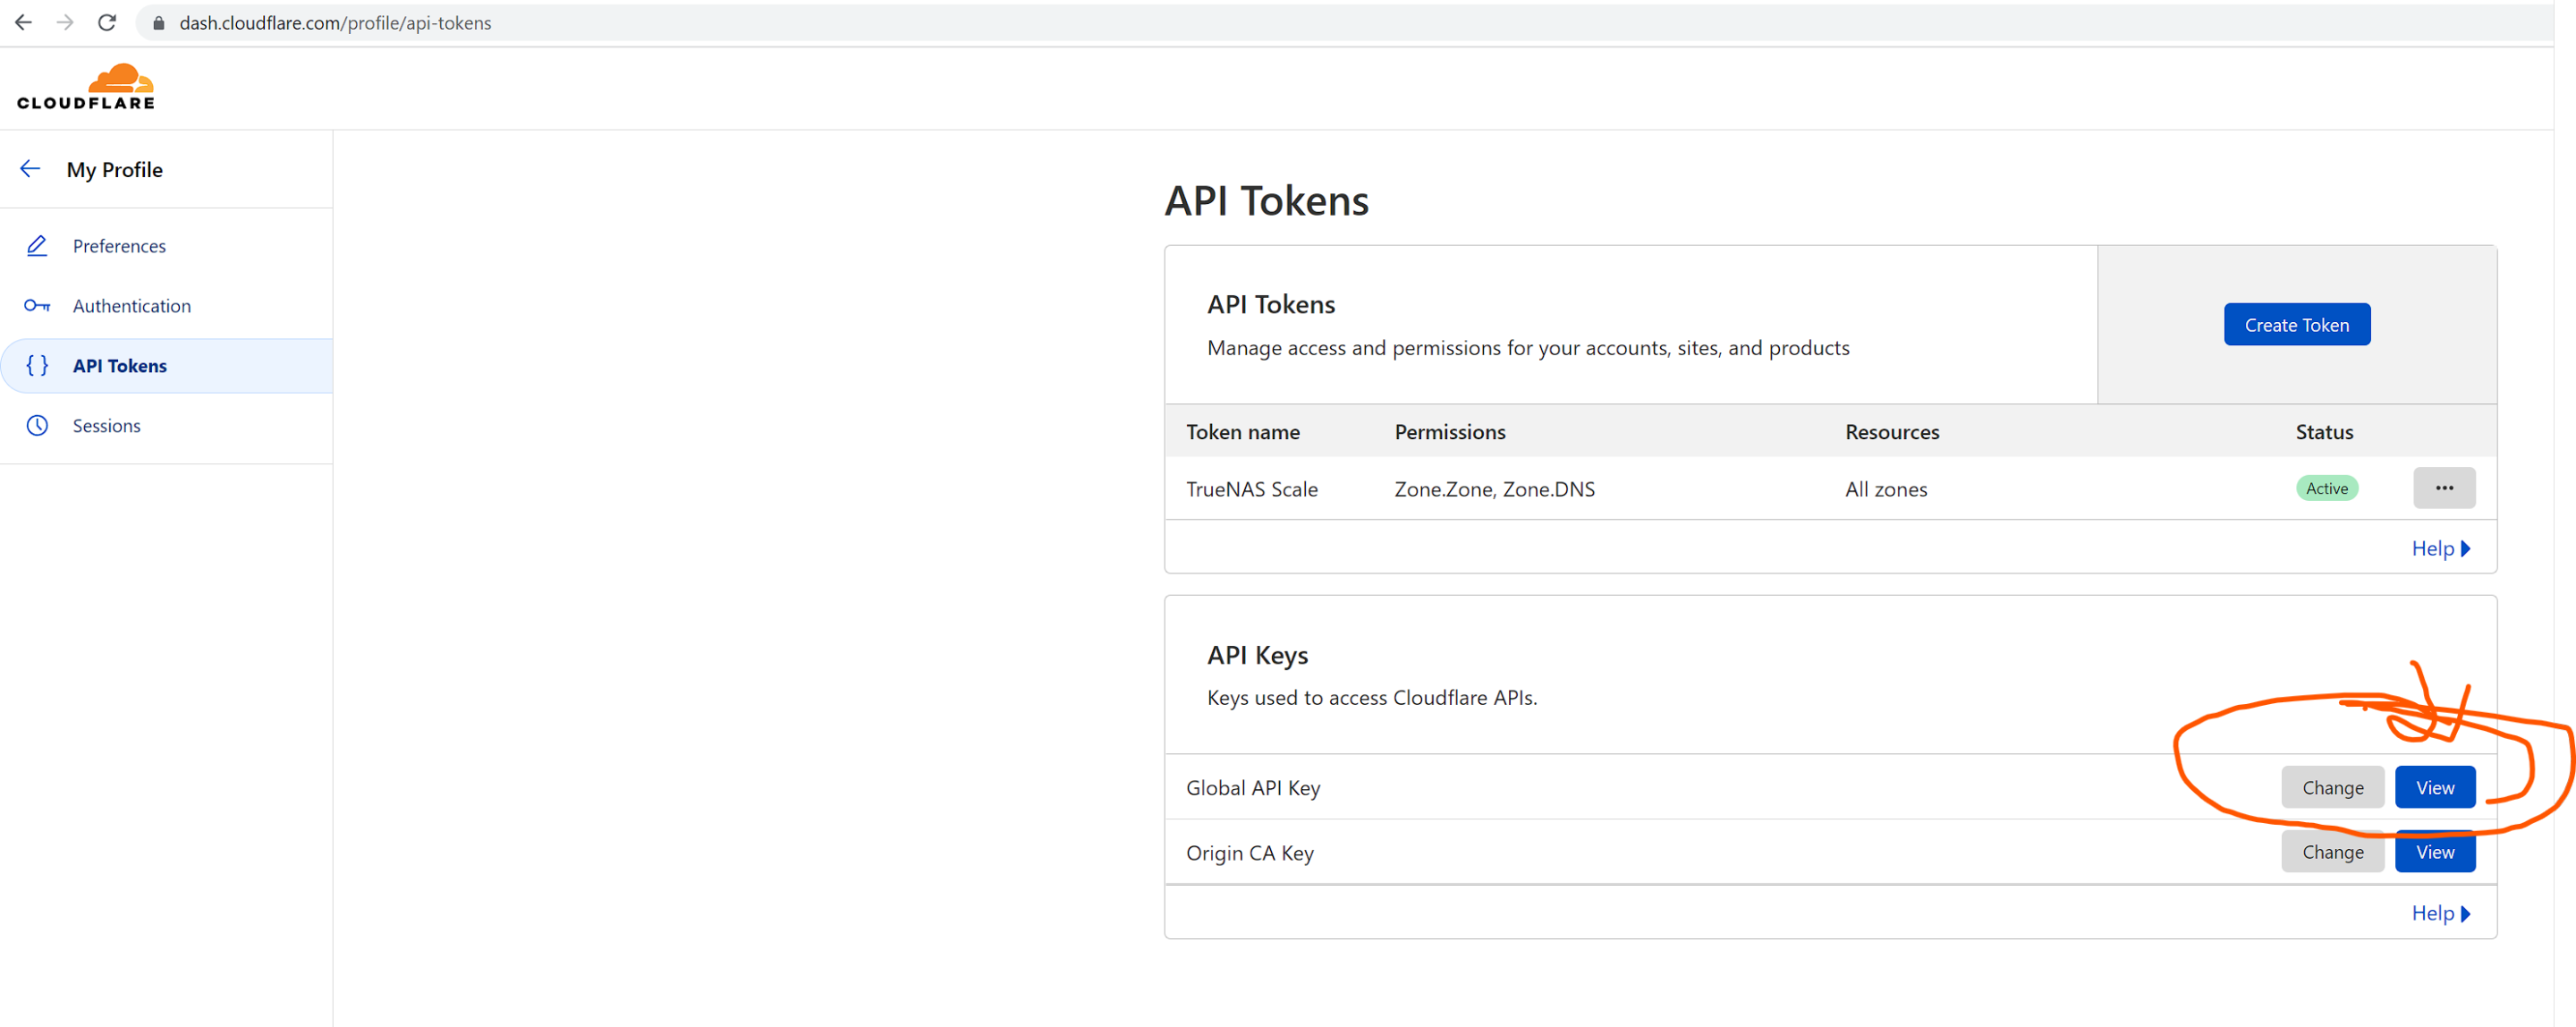 dash.cloudflare.com/profile/api-tokens
CLOUDFLARE
My Profile
Preferences
Authentication
{ } API Tokens
Sessions
API Tokens
API Tokens
Manage access and permissions for your accounts, sites, and products
Create Token
Token name Permissions Resources Status
TrueNAS Scale Zone.Zone, Zone.DNS All zones Active ...
Help
API Keys
Keys used to access Cloudflare APIs.
Global API Key Change View
Origin CA Key Change View
Help